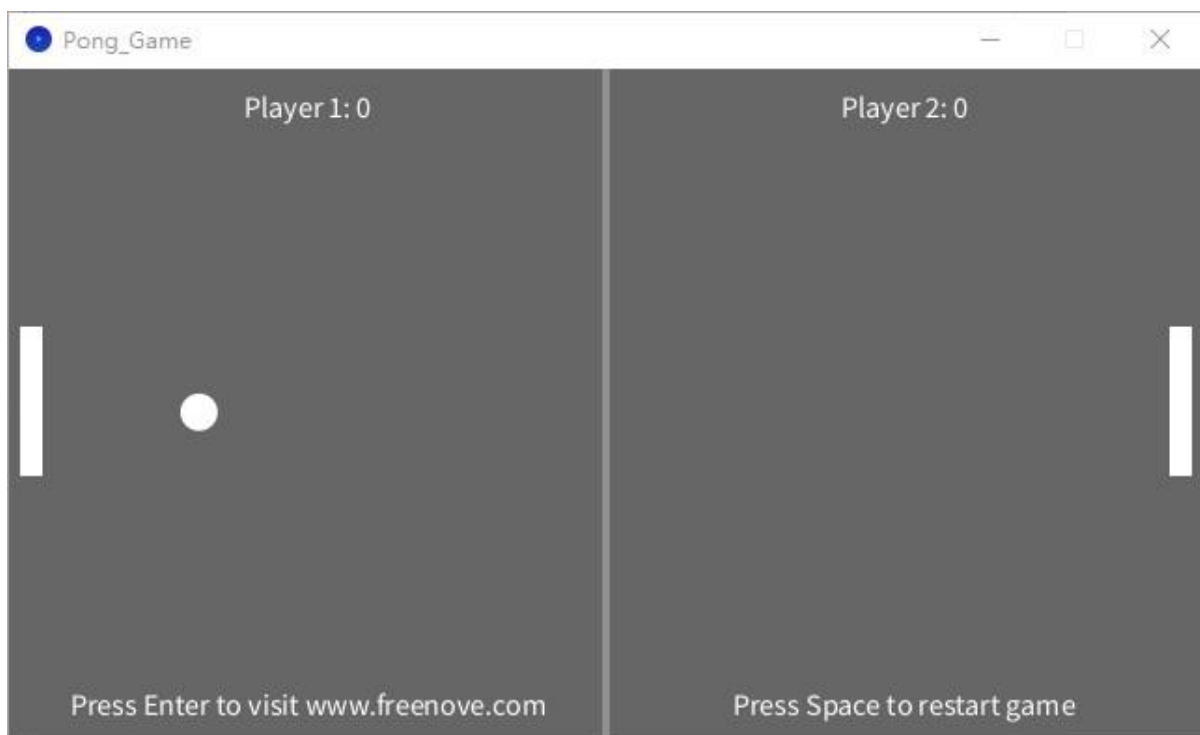 Pong_Game
Player 1: 0
Player 2: 0
Press Enter to visit www.freenove.com
Press Space to restart game